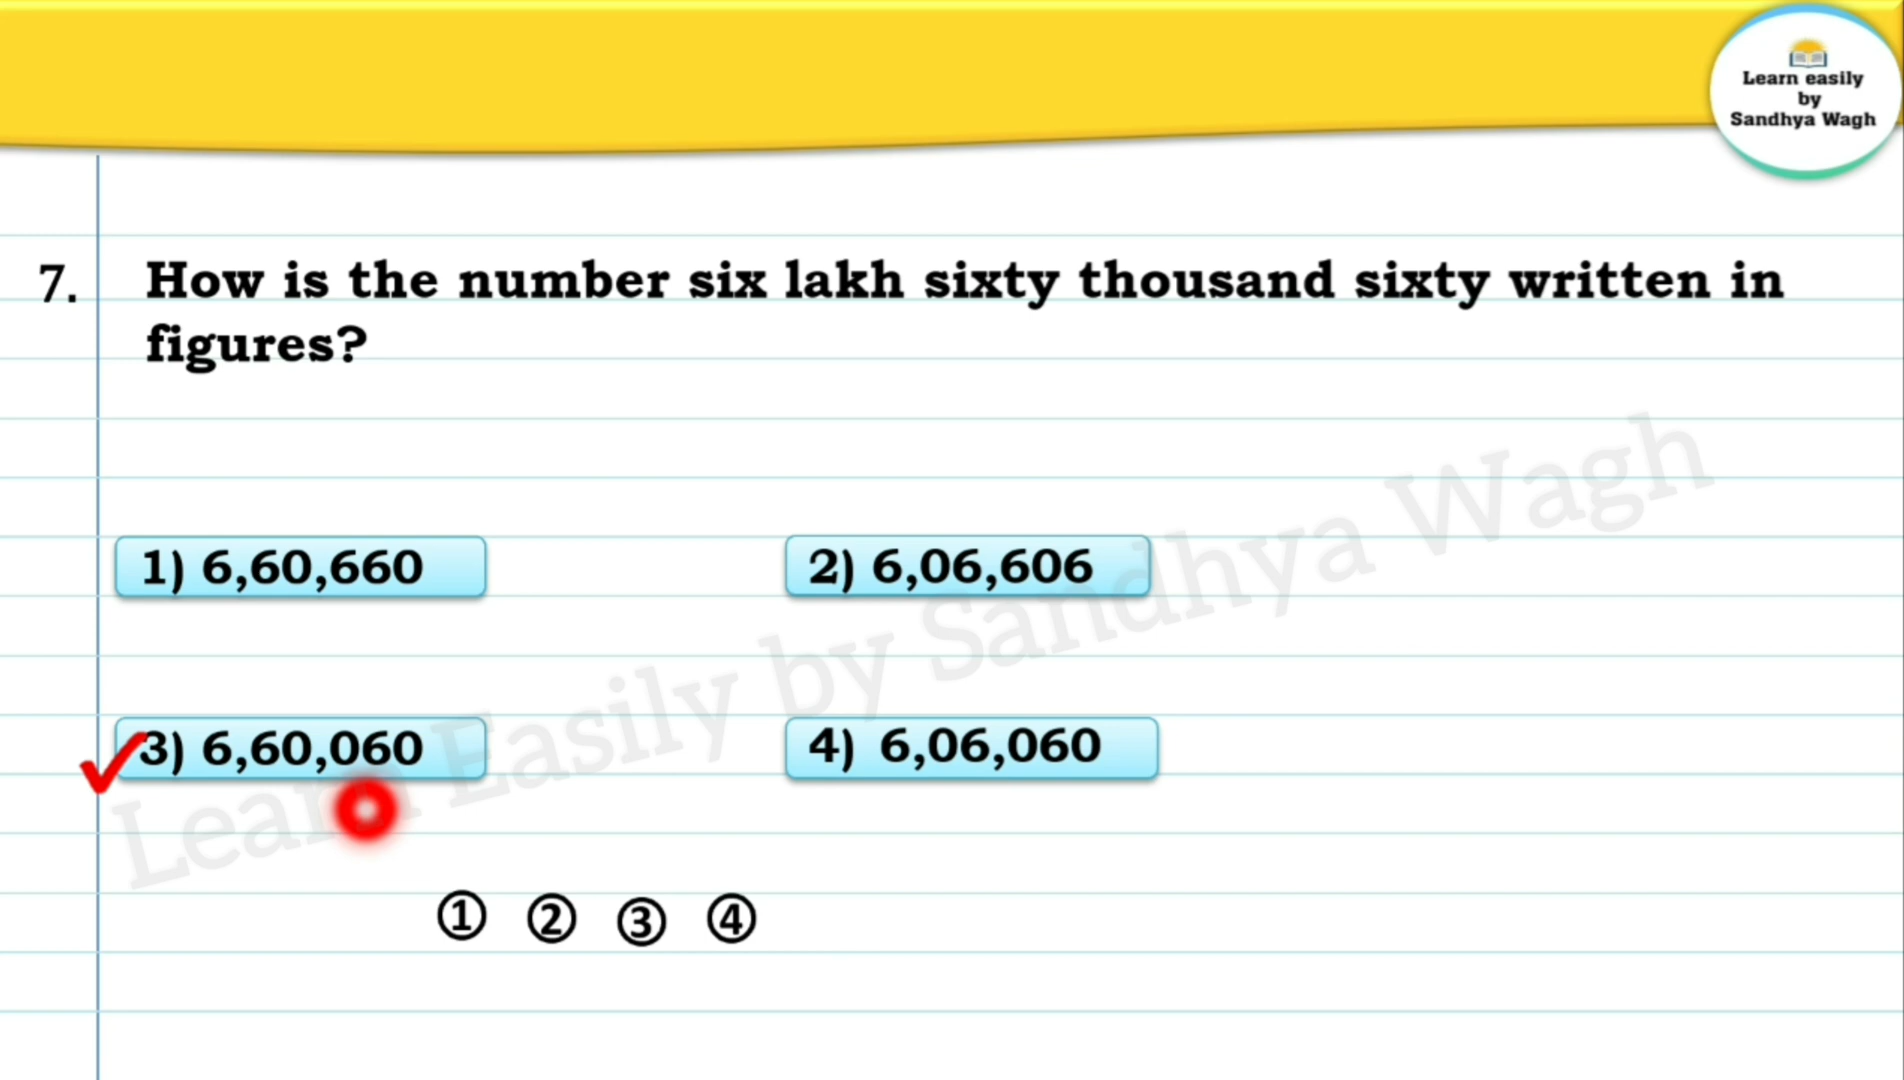 Learn easily
by
Sandhya Wagh
7. How is the number six lakh sixty thousand sixty written in
figures?
1) 6,60,660
2) 6,06,606
3) 6,60,060
4) 6,06,060
Learn Easily by Sandhya Wagh
① ② ③ ④